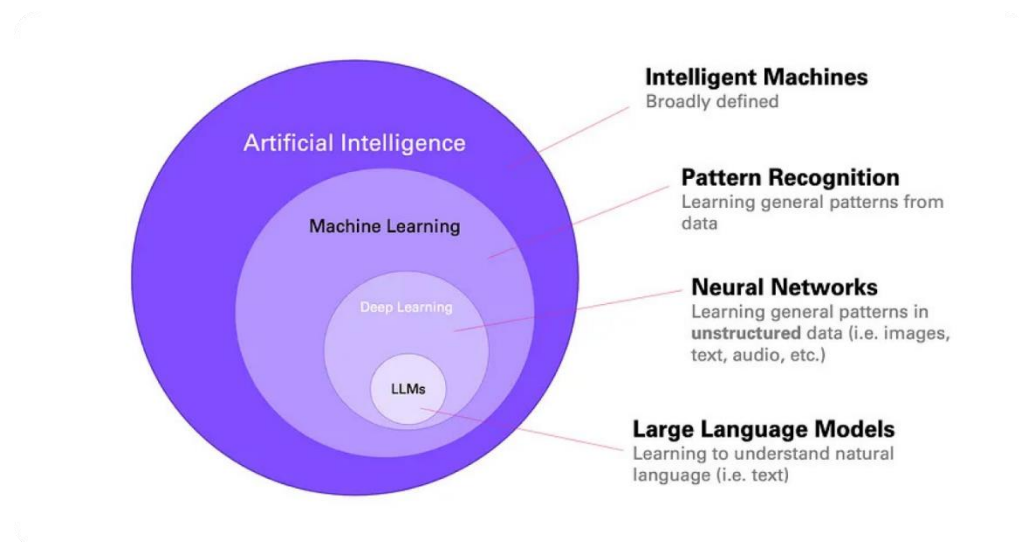 Artificial Intelligence
Machine Learning
Deep Learning
LLMs
Intelligent Machines
Broadly defined
Pattern Recognition
Learning general patterns from
data
Neural Networks
Learning general patterns in
unstructured data (i.e. images,
text, audio, etc.)
Large Language Models
Learning to understand natural
language (i.e. text)